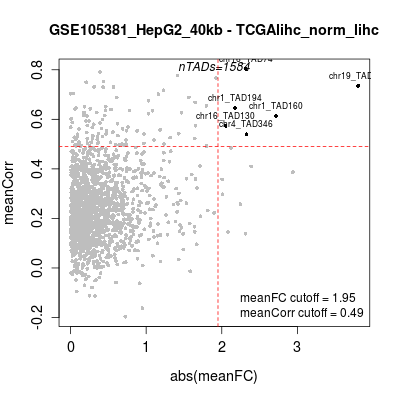 GSE105381_HepG2_40kb - TCGAlihc_norm_lihc
nTADs=1584
chr19_TAD
chr1_TAD194
chr1_TAD160
chr16_TAD130
chr4_TAD346
meanCorr
0.8
0.6
0.4
0.2
0.0
-0.2
meanFC cutoff = 1.95
meanCorr cutoff = 0.49
0
1
2
3
abs(meanFC)